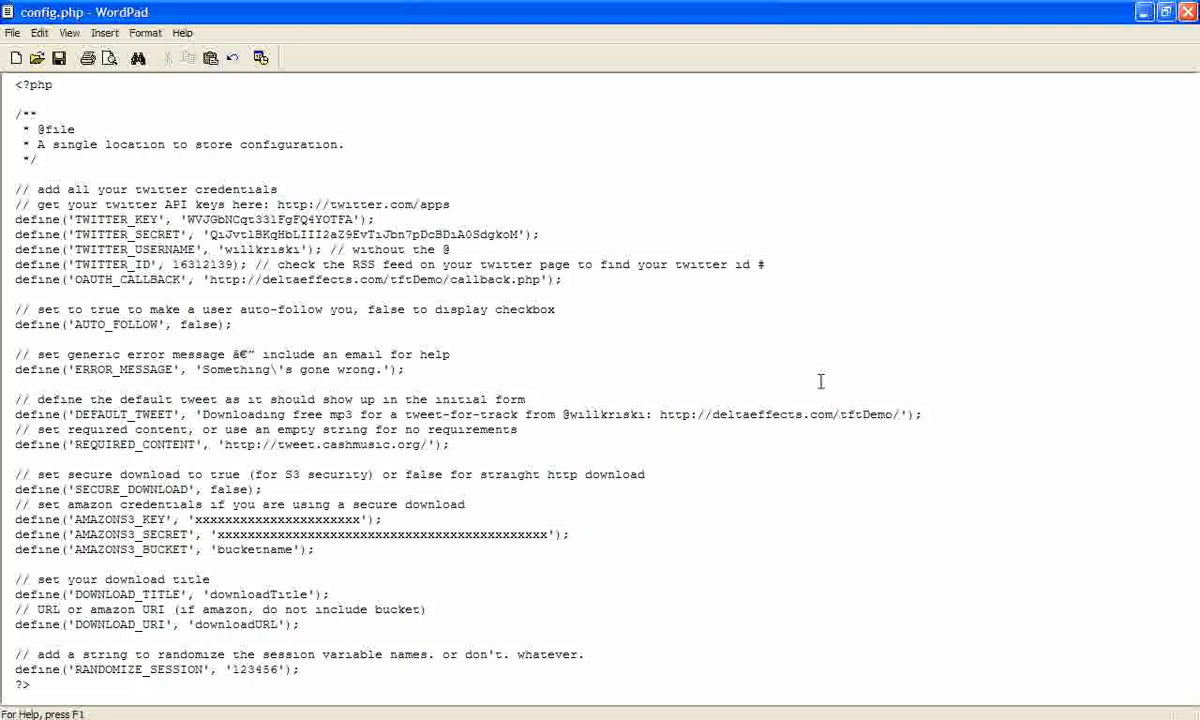 config.php - WordPad
File Edit View Insert Format Help
<?php
/**
* @file
* A single location to store configuration.
*/
// add all your twitter credentials
// get your twitter API keys here: http://twitter.com/apps
define('TWITTER_KEY', 'WVJGbNCqt331FgFQ4YOTFA');
define('TWITTER_SECRET', 'QiJvtlBKqHbLIII2aZ9EvTiJbn7pDcBDiA0SdgkoM');
define('TWITTER_USERNAME', 'willkriski'); // without the @
define('TWITTER_ID', 16312139); // check the RSS feed on your twitter page to find your twitter id #
define('OAUTH_CALLBACK', 'http://deltaeffects.com/tftDemo/callback.php');
// set to true to make a user auto-follow you, false to display checkbox
define('AUTO_FOLLOW', false);
// set generic error message â€” include an email for help
define('ERROR_MESSAGE', 'Something\'s gone wrong.');
// define the default tweet as it should show up in the initial form
define('DEFAULT_TWEET', 'Downloading free mp3 for a tweet-for-track from @willkriski: http://deltaeffects.com/tftDemo/');
// set required content, or use an empty string for no requirements
define('REQUIRED_CONTENT', 'http://tweet.cashmusic.org/');
// set secure download to true (for S3 security) or false for straight http download
define('SECURE_DOWNLOAD', false);
// set amazon credentials if you are using a secure download
define('AMAZONS3_KEY', 'xxxxxxxxxxxxxxxxxxxxxx');
define('AMAZONS3_SECRET', 'xxxxxxxxxxxxxxxxxxxxxxxxxxxxxxxxxxxxxxxxxxxx');
define('AMAZONS3_BUCKET', 'bucketname');
// set your download title
define('DOWNLOAD_TITLE', 'downloadTitle');
// URL or amazon URI (if amazon, do not include bucket)
define('DOWNLOAD_URI', 'downloadURL');
// add a string to randomize the session variable names. or don't. whatever.
define('RANDOMIZE_SESSION', '123456');
?>
For Help, press F1